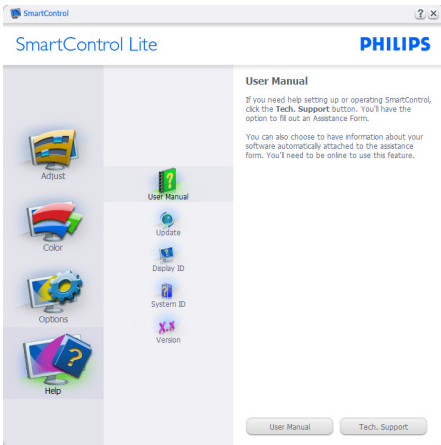 SmartControl
SmartControl Lite
PHILIPS
Adjust
Color
Options
Help
User Manual
Update
Display ID
System ID
X.X
Version
User Manual
If you need help setting up or operating SmartControl,
click the Tech. Support button. You'll have the
option to fill out an Assistance Form.
You can also choose to have information about your
software automatically attached to the assistance
form. You'll need to be online to use this feature.
User Manual
Tech. Support